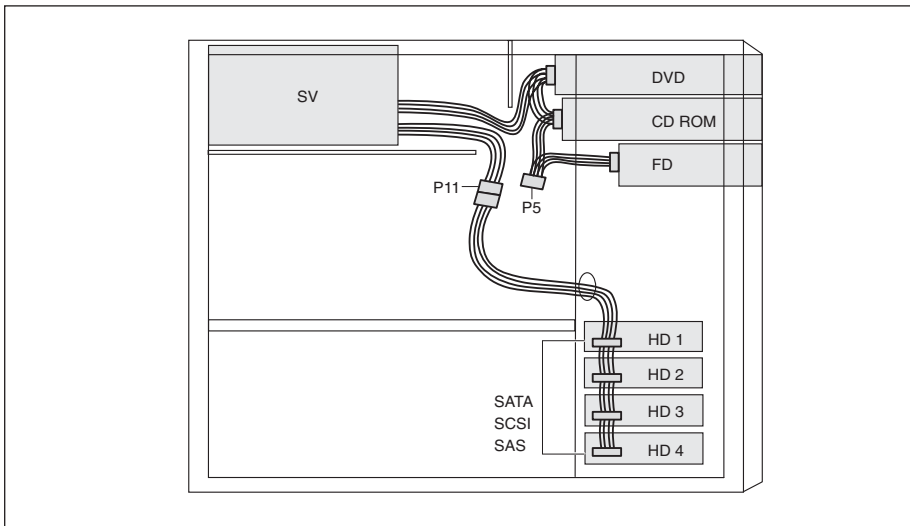 SV
DVD
CD ROM
FD
P11
P5
HD 1
HD 2
HD 3
HD 4
SATA
SCSI
SAS